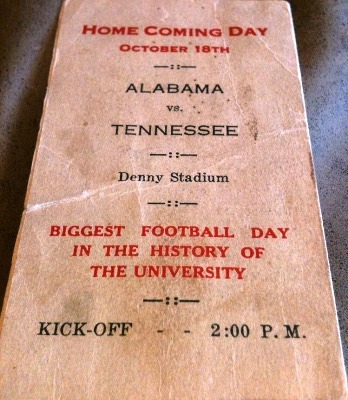 HOME COMING DAY
OCTOBER 18TH
—::—
ALABAMA
vs.
TENNESSEE
—::—
Denny Stadium
—::—
BIGGEST FOOTBALL DAY
IN THE HISTORY OF
THE UNIVERSITY
—::—
KICK-OFF - - 2:00 P. M.